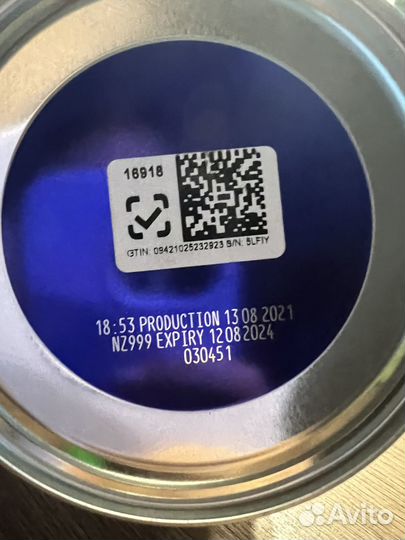 16918
GTIN: 09421025232923 S/N: 5LFIY
18:53 PRODUCTION 13 08 2021
NZ999 EXPIRY 12 08 2024
030451
Avito